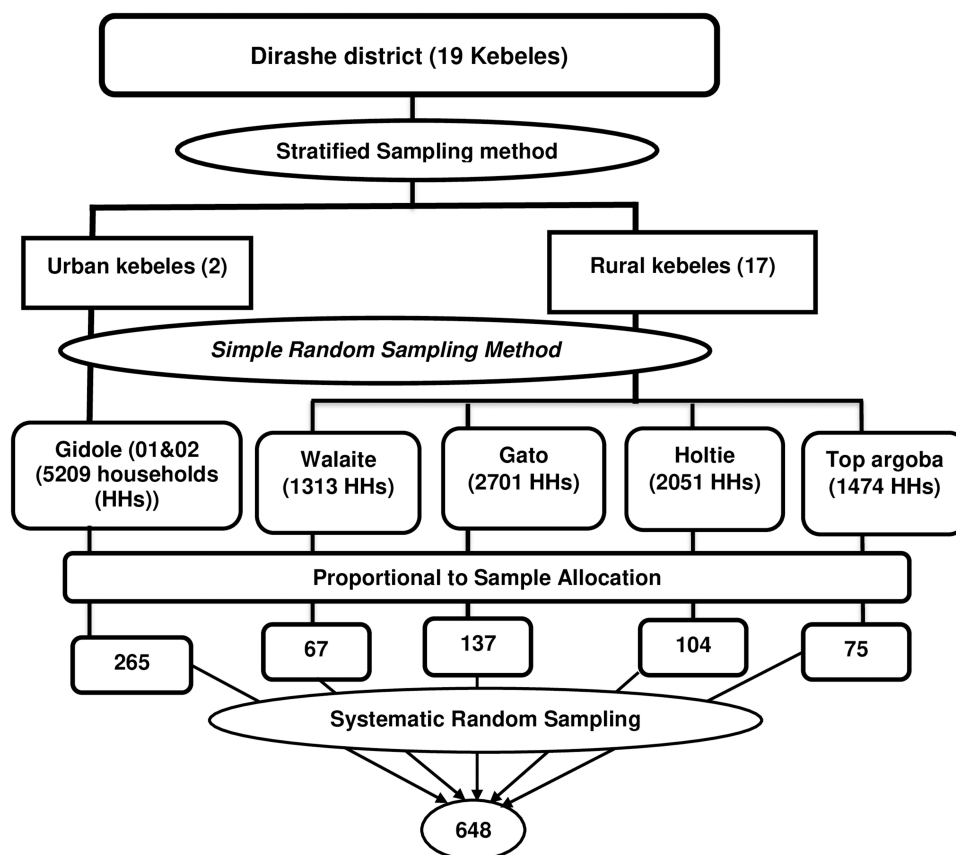 Dirashe district (19 Kebeles)
Stratified Sampling method
Urban kebeles (2)
Rural kebeles (17)
Simple Random Sampling Method
Gidole (01&02
(5209 households
(HHs))
Walaite
(1313 HHs)
Gato
(2701 HHs)
Holtie
(2051 HHs)
Top argoba
(1474 HHs)
Proportional to Sample Allocation
265
67
137
104
75
Systematic Random Sampling
648